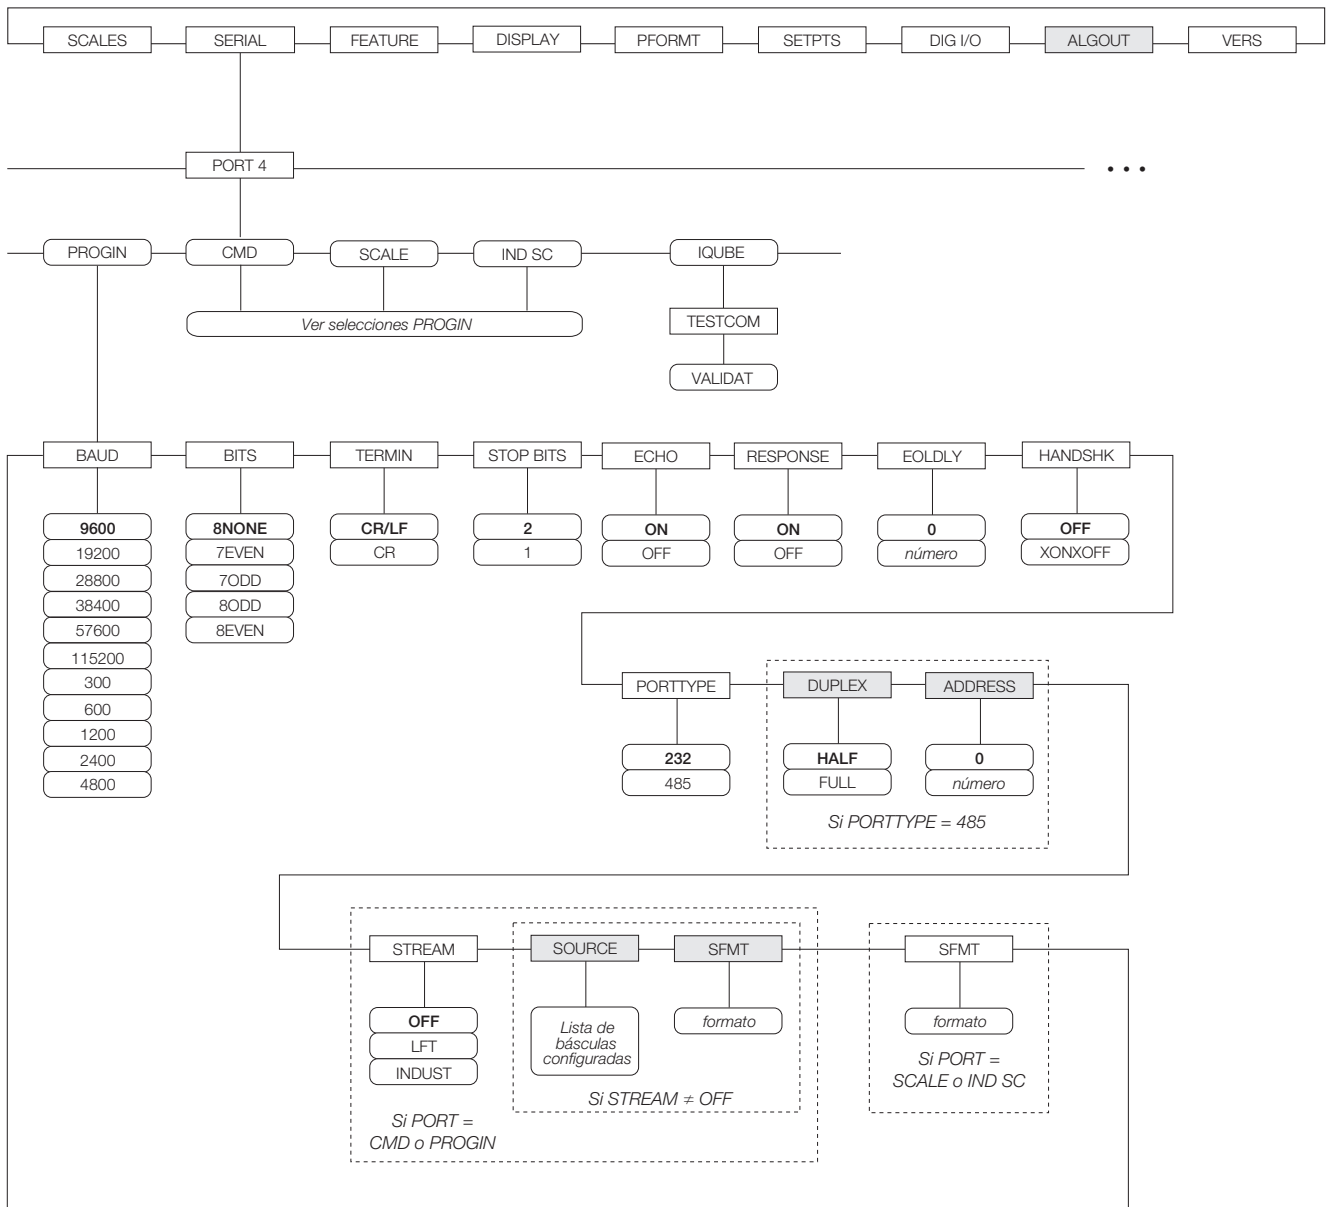 SCALES
SERIAL
FEATURE
DISPLAY
PFORMT
SETPTS
DIG I/O
ALGOUT
VERS
PORT 4
• • •
PROGIN
CMD
SCALE
IND SC
IQUBE
Ver selecciones PROGIN
TESTCOM
VALIDAT
BAUD
BITS
TERMIN
STOP BITS
ECHO
RESPONSE
EOLDLY
HANDSHK
9600
19200
28800
38400
57600
115200
300
600
1200
2400
4800
8NONE
7EVEN
7ODD
8ODD
8EVEN
CR/LF
CR
2
1
ON
OFF
ON
OFF
0
número
OFF
XONXOFF
PORTTYPE
DUPLEX
ADDRESS
232
485
HALF
FULL
0
número
Si PORTTYPE = 485
STREAM
SOURCE
SFMT
SFMT
OFF
LFT
INDUST
Lista de
básculas
configuradas
formato
formato
Si STREAM ≠ OFF
Si PORT =
CMD o PROGIN
Si PORT =
SCALE o IND SC